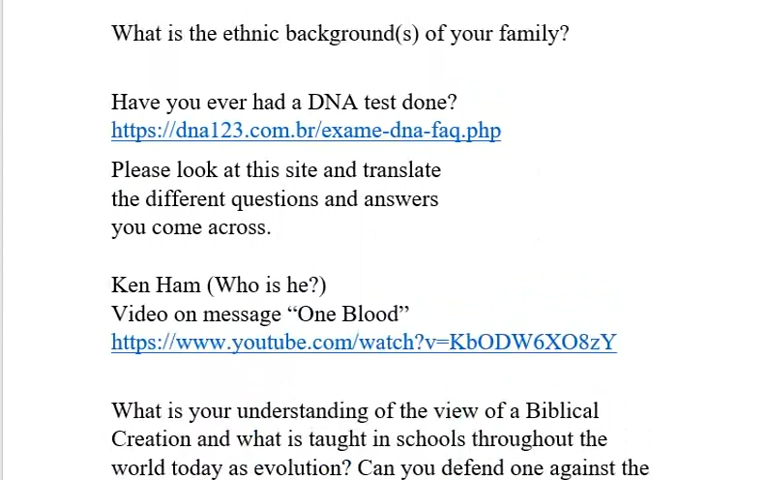 What is the ethnic background(s) of your family?
Have you ever had a DNA test done?
https://dna123.com.br/exame-dna-faq.php
Please look at this site and translate
the different questions and answers
you come across.
Ken Ham (Who is he?)
Video on message “One Blood”
https://www.youtube.com/watch?v=KbODW6XO8zY
What is your understanding of the view of a Biblical
Creation and what is taught in schools throughout the
world today as evolution? Can you defend one against the